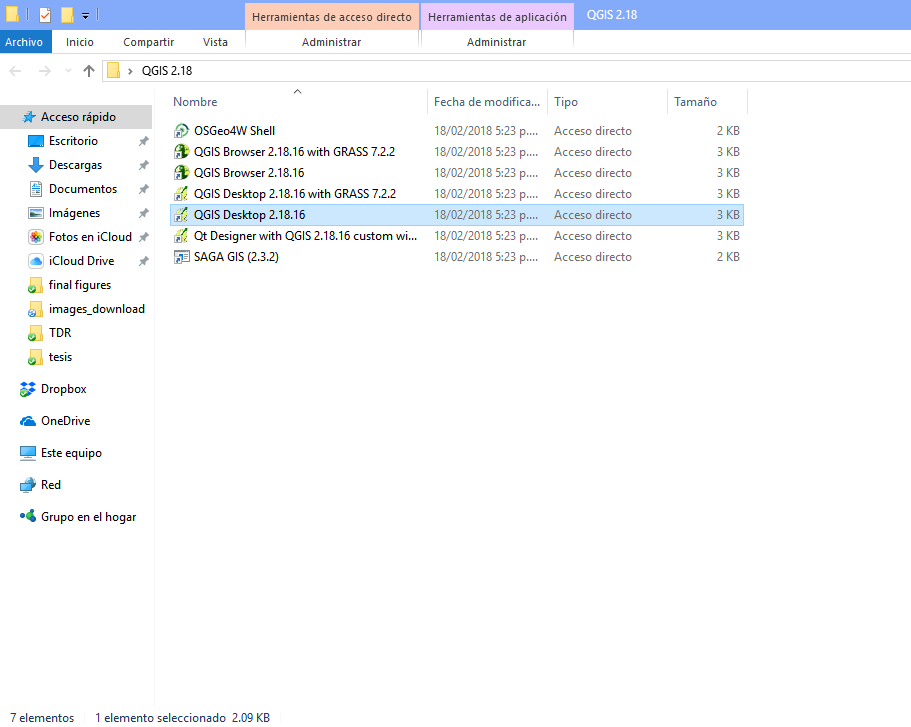 Herramientas de acceso directo Herramientas de aplicación QGIS 2.18
Archivo Inicio Compartir Vista Administrar Administrar
QGIS 2.18
Nombre Fecha de modifica... Tipo Tamaño
Acceso rápido
Escritorio
Descargas
Documentos
Imágenes
Fotos en iCloud
iCloud Drive
final figures
images_download
TDR
tesis
Dropbox
OneDrive
Este equipo
Red
Grupo en el hogar
OSGeo4W Shell 18/02/2018 5:23 p.... Acceso directo 2 KB
QGIS Browser 2.18.16 with GRASS 7.2.2 18/02/2018 5:23 p.... Acceso directo 3 KB
QGIS Browser 2.18.16 18/02/2018 5:23 p.... Acceso directo 3 KB
QGIS Desktop 2.18.16 with GRASS 7.2.2 18/02/2018 5:23 p.... Acceso directo 3 KB
QGIS Desktop 2.18.16 18/02/2018 5:23 p.... Acceso directo 3 KB
Qt Designer with QGIS 2.18.16 custom wi... 18/02/2018 5:23 p.... Acceso directo 3 KB
SAGA GIS (2.3.2) 18/02/2018 5:23 p.... Acceso directo 2 KB
7 elementos 1 elemento seleccionado 2.09 KB